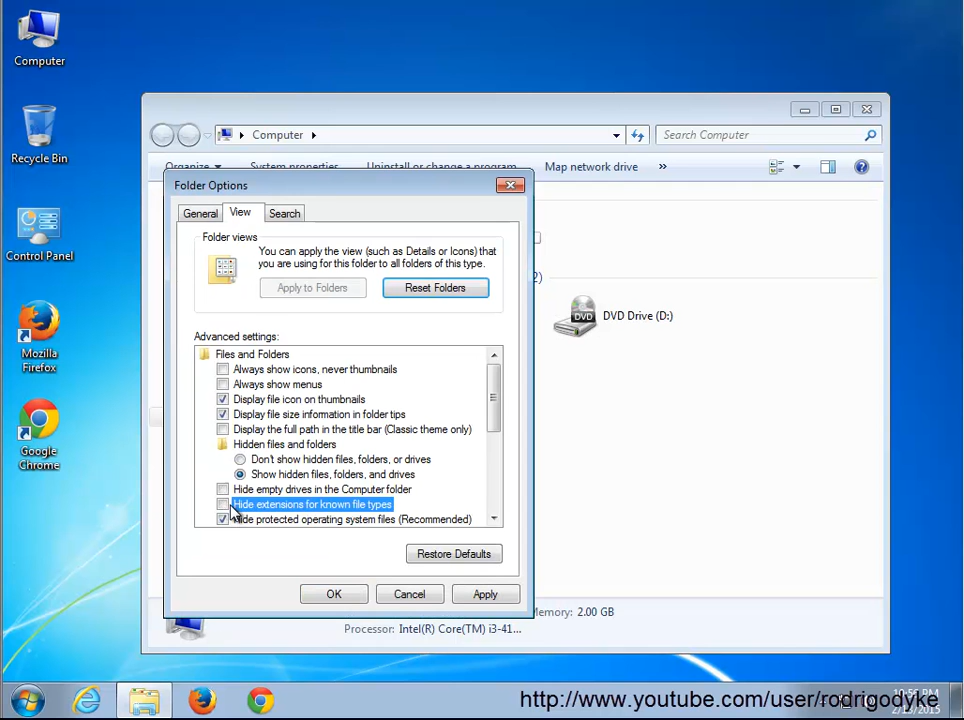 Computer
Recycle Bin
Control Panel
Mozilla
Firefox
Google
Chrome
Computer
Search Computer
Organize
System properties
Uninstall or change a program
Map network drive
»
Folder Options
General
View
Search
Folder views
You can apply the view (such as Details or Icons) that
you are using for this folder to all folders of this type.
Apply to Folders
Reset Folders
Advanced settings:
Files and Folders
Always show icons, never thumbnails
Always show menus
Display file icon on thumbnails
Display file size information in folder tips
Display the full path in the title bar (Classic theme only)
Hidden files and folders
Don't show hidden files, folders, or drives
Show hidden files, folders, and drives
Hide empty drives in the Computer folder
Hide extensions for known file types
Hide protected operating system files (Recommended)
Restore Defaults
OK
Cancel
Apply
2)
DVD
DVD Drive (D:)
Memory: 2.00 GB
Processor: Intel(R) Core(TM) i3-41...
http://www.youtube.com/user/rodrigodyke
2/13/2015